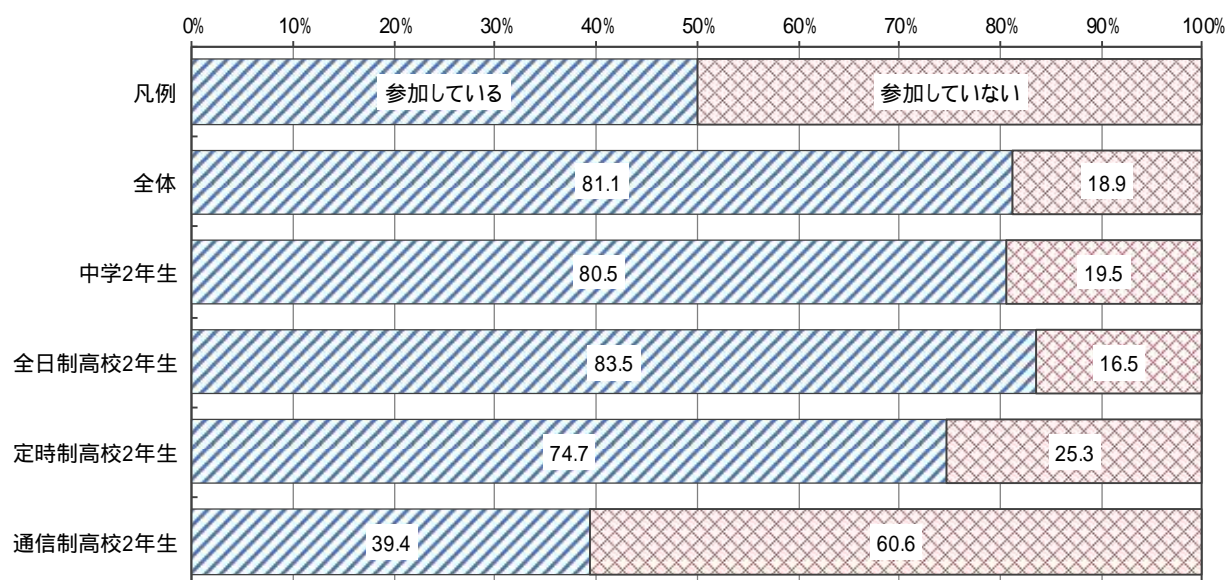 0% 10% 20% 30% 40% 50% 60% 70% 80% 90% 100%
凡例 参加している 参加していない
全体 81.1 18.9
中学2年生 80.5 19.5
全日制高校2年生 83.5 16.5
定時制高校2年生 74.7 25.3
通信制高校2年生 39.4 60.6